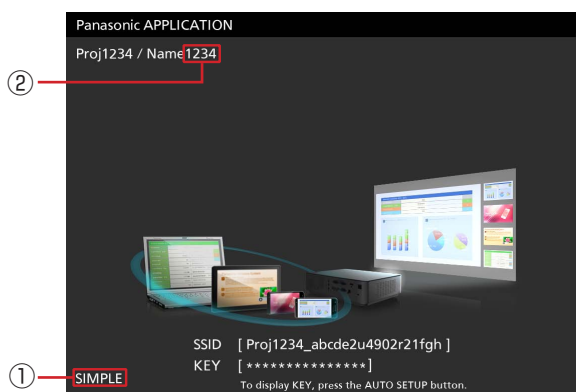 Panasonic APPLICATION
Proj1234 / Name1234
②
SSID [ Proj1234_abcde2u4902r21fgh ]
KEY [ *************** ]
① SIMPLE
To display KEY, press the AUTO SETUP button.